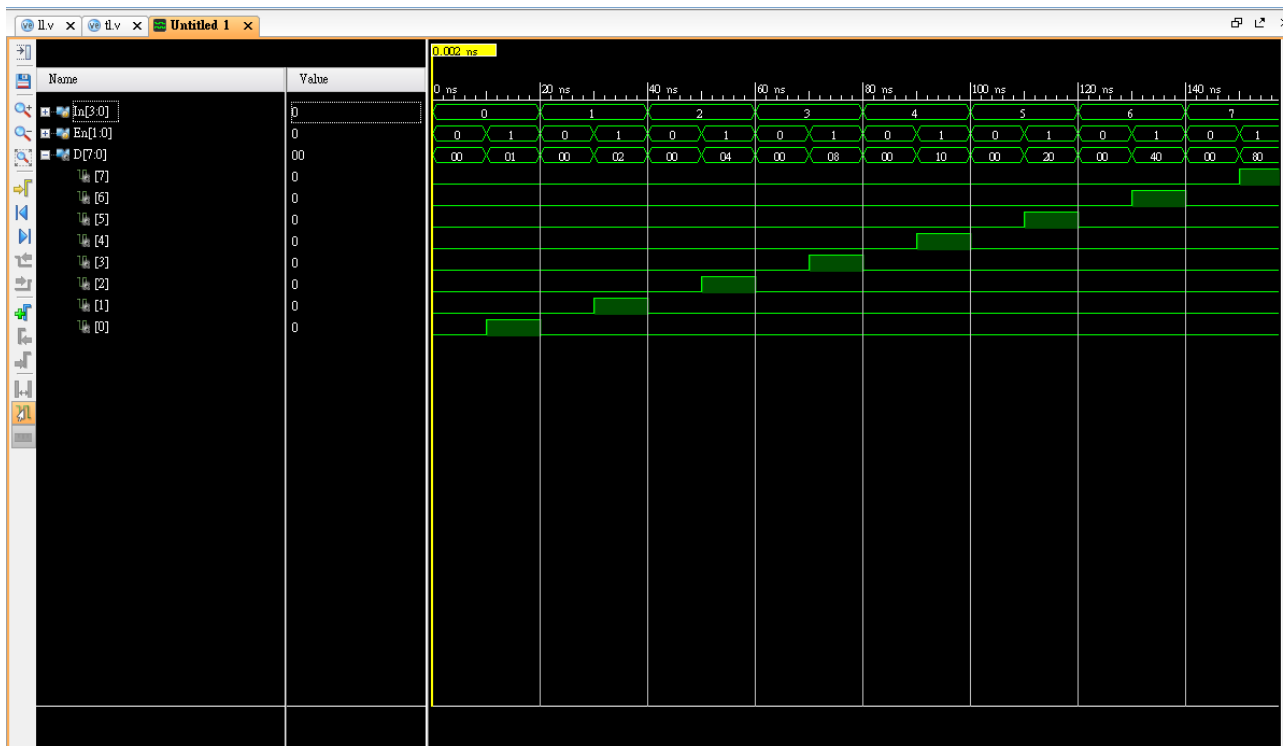 ll.v tl.v Untitled 1
0.002 ns
Name Value
0 ns 20 ns 40 ns 60 ns 80 ns 100 ns 120 ns 140 ns
In[3:0] 0 0 1 2 3 4 5 6 7
En[1:0] 0 0 1 0 1 0 1 0 1 0 1 0 1 0 1 0 1
D[7:0] 00 00 01 00 02 00 04 00 08 00 10 00 20 00 40 00 80
[7] 0
[6] 0
[5] 0
[4] 0
[3] 0
[2] 0
[1] 0
[0] 0